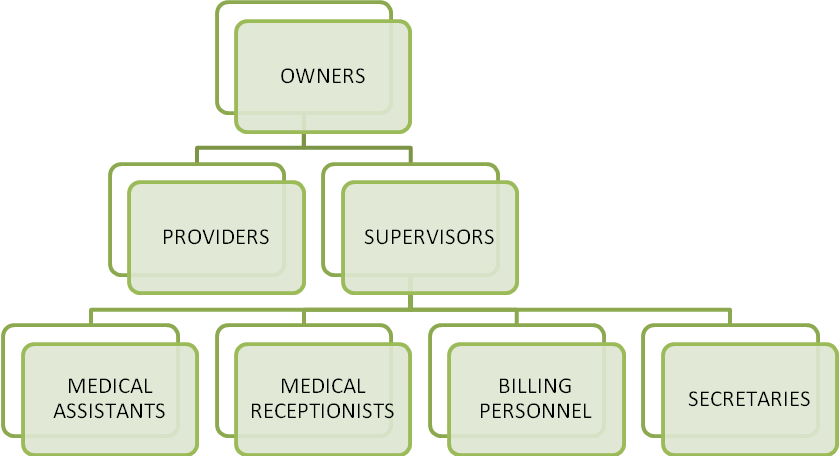 OWNERS
PROVIDERS
SUPERVISORS
MEDICAL
ASSISTANTS
MEDICAL
RECEPTIONISTS
BILLING
PERSONNEL
SECRETARIES